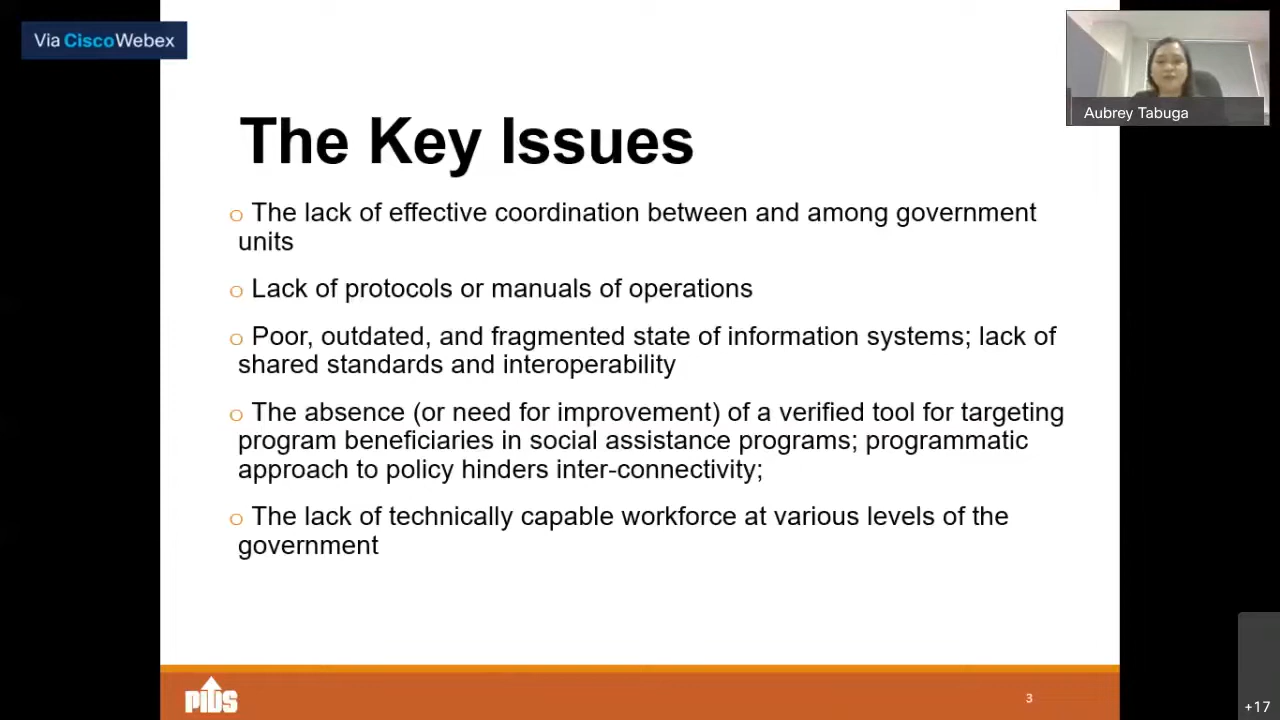 Via CiscoWebex
Aubrey Tabuga
The Key Issues
o The lack of effective coordination between and among government
units
o Lack of protocols or manuals of operations
o Poor, outdated, and fragmented state of information systems; lack of
shared standards and interoperability
o The absence (or need for improvement) of a verified tool for targeting
program beneficiaries in social assistance programs; programmatic
approach to policy hinders inter-connectivity;
o The lack of technically capable workforce at various levels of the
government
PIDS
3
+17